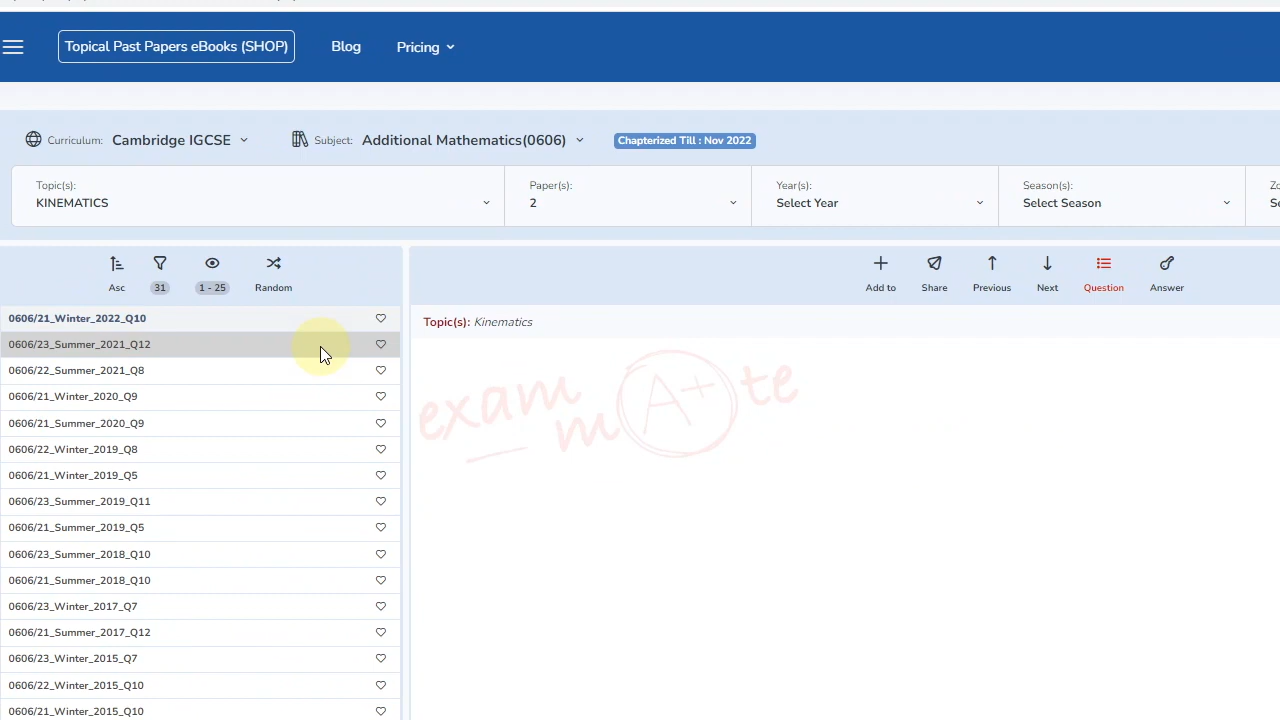 Topical Past Papers eBooks (SHOP) Blog Pricing
Curriculum: Cambridge IGCSE Subject: Additional Mathematics(0606) Chapterized Till : Nov 2022
Topic(s): Paper(s): Year(s): Season(s):
KINEMATICS 2 Select Year Select Season
Asc 31 1 - 25 Random Add to Share Previous Next Question Answer
0606/21_Winter_2022_Q10
Topic(s): Kinematics
0606/23_Summer_2021_Q12
0606/22_Summer_2021_Q8
0606/21_Winter_2020_Q9
0606/21_Summer_2020_Q9
0606/22_Winter_2019_Q8
0606/21_Winter_2019_Q5
0606/23_Summer_2019_Q11
0606/21_Summer_2019_Q5
0606/23_Summer_2018_Q10
0606/21_Summer_2018_Q10
0606/23_Winter_2017_Q7
0606/21_Summer_2017_Q12
0606/23_Winter_2015_Q7
0606/22_Winter_2015_Q10
0606/21_Winter_2015_Q10
exam
mA+te